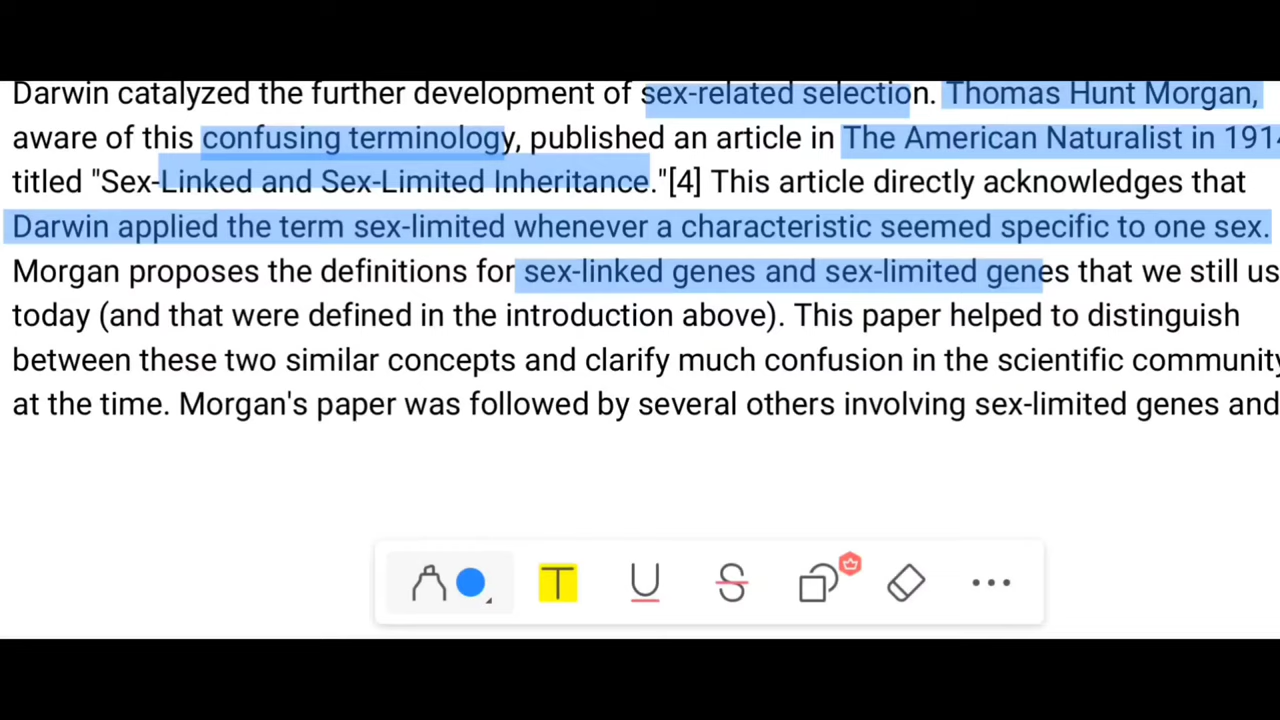 Darwin catalyzed the further development of sex-related selection. Thomas Hunt Morgan,
aware of this confusing terminology, published an article in The American Naturalist in 191
titled "Sex-Linked and Sex-Limited Inheritance."[4] This article directly acknowledges that
Darwin applied the term sex-limited whenever a characteristic seemed specific to one sex.
Morgan proposes the definitions for sex-linked genes and sex-limited genes that we still us
today (and that were defined in the introduction above). This paper helped to distinguish
between these two similar concepts and clarify much confusion in the scientific community
at the time. Morgan's paper was followed by several others involving sex-limited genes and
T U S